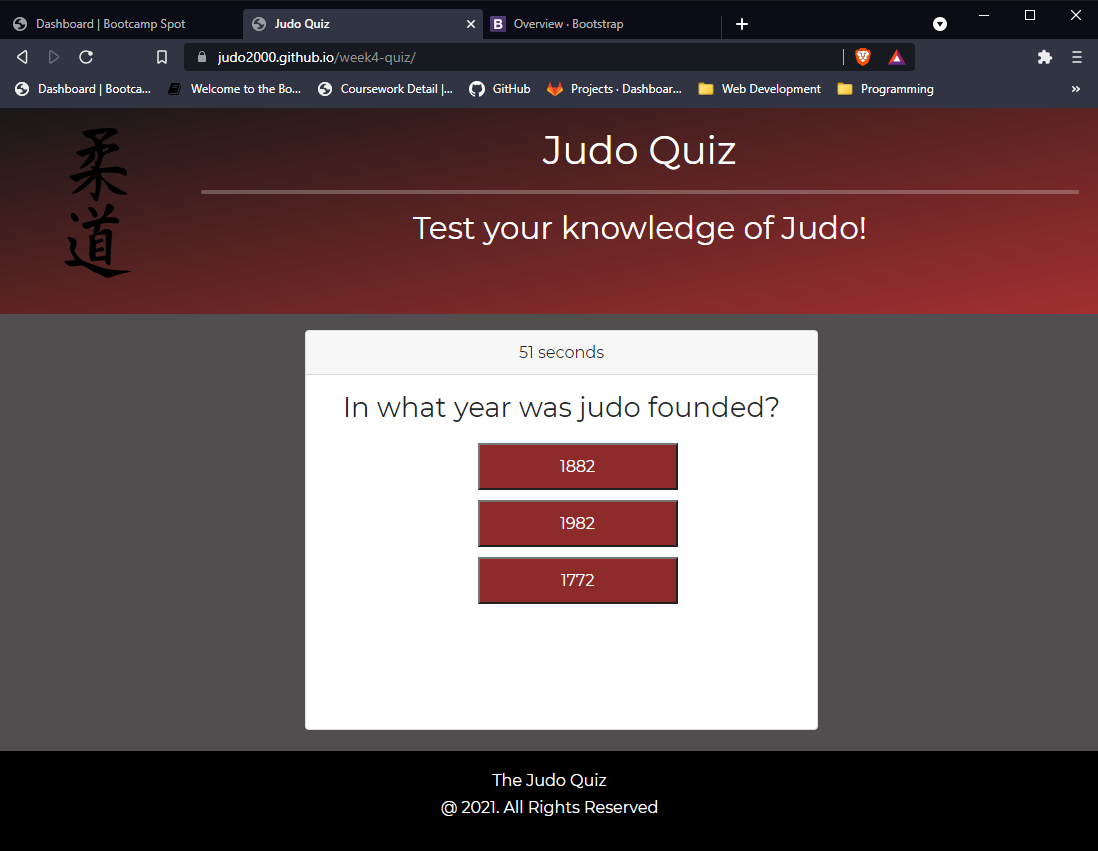 Dashboard | Bootcamp Spot
Judo Quiz
B Overview · Bootstrap
judo2000.github.io/week4-quiz/
Dashboard | Bootca...
Welcome to the Bo...
Coursework Detail |...
GitHub
Projects · Dashboar...
Web Development
Programming
»
柔道
Judo Quiz
Test your knowledge of Judo!
51 seconds
In what year was judo founded?
1882
1982
1772
The Judo Quiz
@ 2021. All Rights Reserved